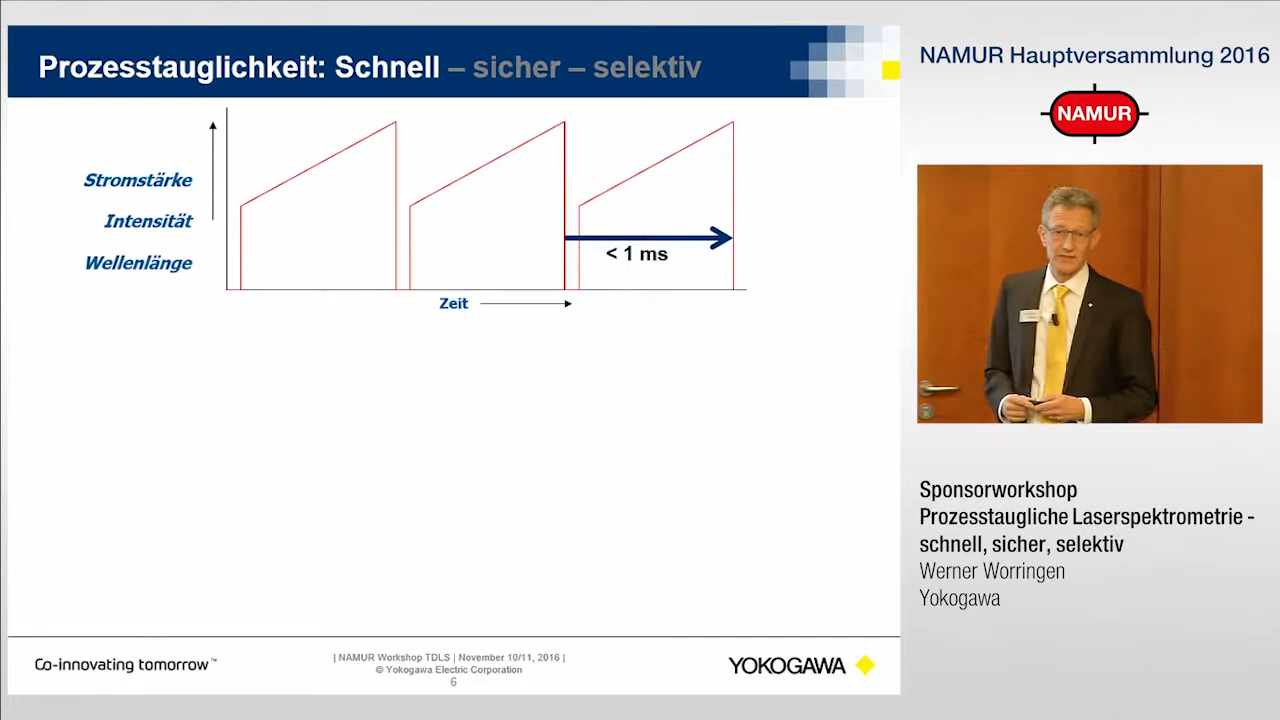 Prozesstauglichkeit: Schnell – sicher – selektiv
Stromstärke
Intensität
Wellenlänge
< 1 ms
Zeit
Co-innovating tomorrow™
| NAMUR Workshop TDLS | November 10/11, 2016 |
© Yokogawa Electric Corporation
6
YOKOGAWA
NAMUR Hauptversammlung 2016
NAMUR
Sponsorworkshop
Prozesstaugliche Laserspektrometrie -
schnell, sicher, selektiv
Werner Worringen
Yokogawa